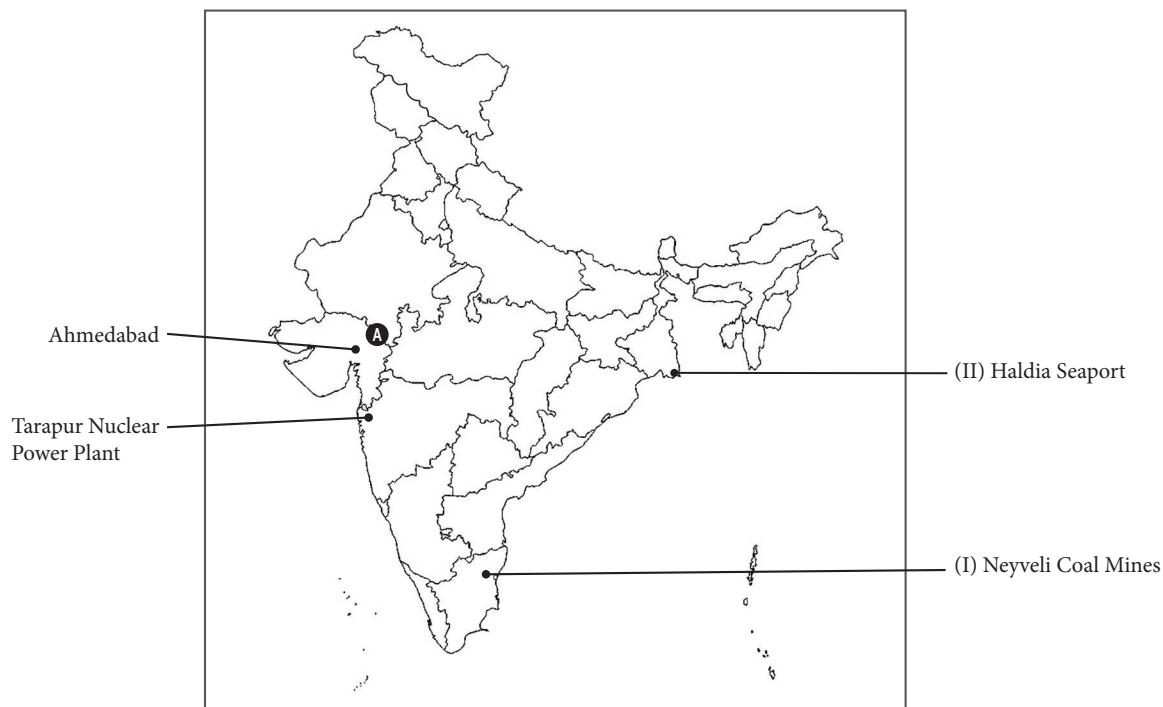 A
Ahmedabad
(II) Haldia Seaport
Tarapur Nuclear
Power Plant
(I) Neyveli Coal Mines